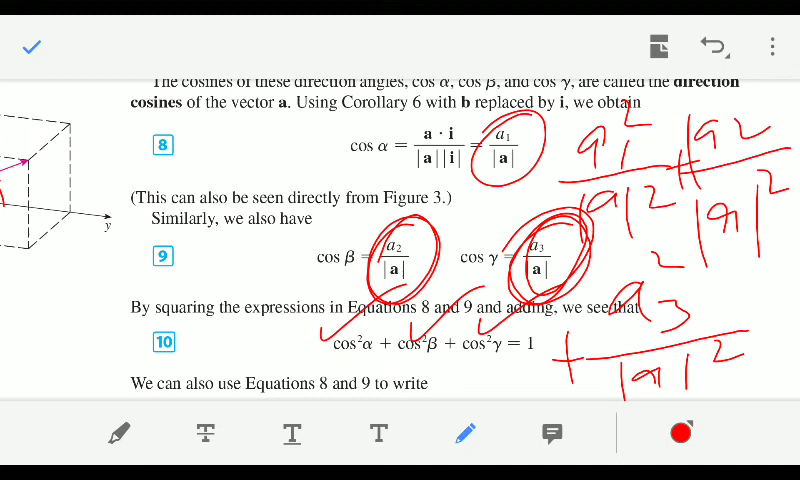 The cosines of these direction angles, cos α, cos β, and cos γ, are called the direction
cosines of the vector a. Using Corollary 6 with b replaced by i, we obtain
8 cos α = a · i / |a||i| = a₁ / |a|
a₁² / |a|² + a2 / |a|²
(This can also be seen directly from Figure 3.)
Similarly, we also have
y
9 cos β = a₂ / |a| cos γ = a₃ / |a|
By squaring the expressions in Equations 8 and 9 and adding, we see that
10 cos²α + cos²β + cos²γ = 1
+ a₃² / |a|²
We can also use Equations 8 and 9 to write
T T T